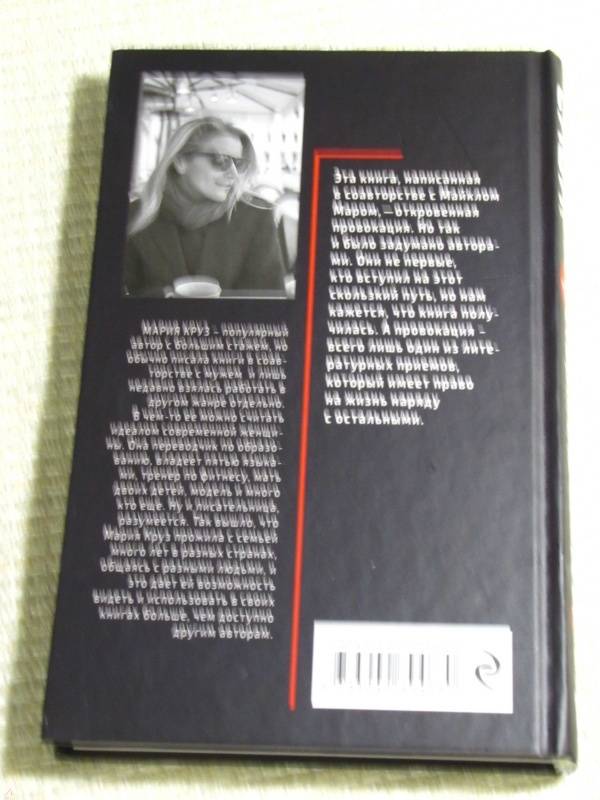 Эта книга, написанная
в соавторстве с Майклом
Маром, — откровенная
провокация. Но так
и было задумано автора-
ми. Они не первые,
кто вступил на этот
скользкий путь, но нам
кажется, что книга полу-
чилась. А провокация –
всего лишь один из лите-
ратурных приемов,
который имеет право
на жизнь наряду
с остальными.
МАРИЯ КРУЗ – популярный
автор с большим стажем, но
обычно писала книги в соав-
торстве с мужем и лишь
недавно взялась работать в
другом жанре отдельно.
В чем-то ее можно считать
идеалом современной женщи-
ны. Она переводчик по образо-
ванию, владеет пятью языка-
ми, тренер по фитнесу, мать
двоих детей, модель и много
кто еще. Ну и писательница,
разумеется. Так вышло, что
Мария Круз прожила с семьей
много лет в разных странах,
общаясь с разными людьми, и
это дает ей возможность
видеть и использовать в своих
книгах больше, чем доступно
другим авторам.